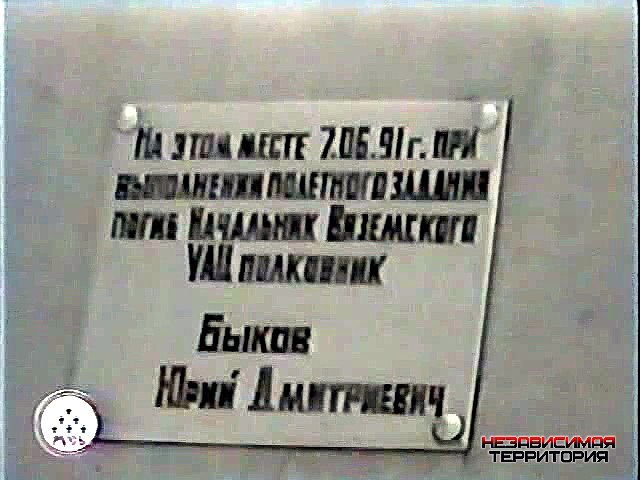 На этом месте 7.06.91г. при
выполнении полетного задания
погиб Начальник Вяземского
УАЦ полковник
Быков
Юрий Дмитриевич
НЕЗАВИСИМАЯ
ТЕРРИТОРИЯ